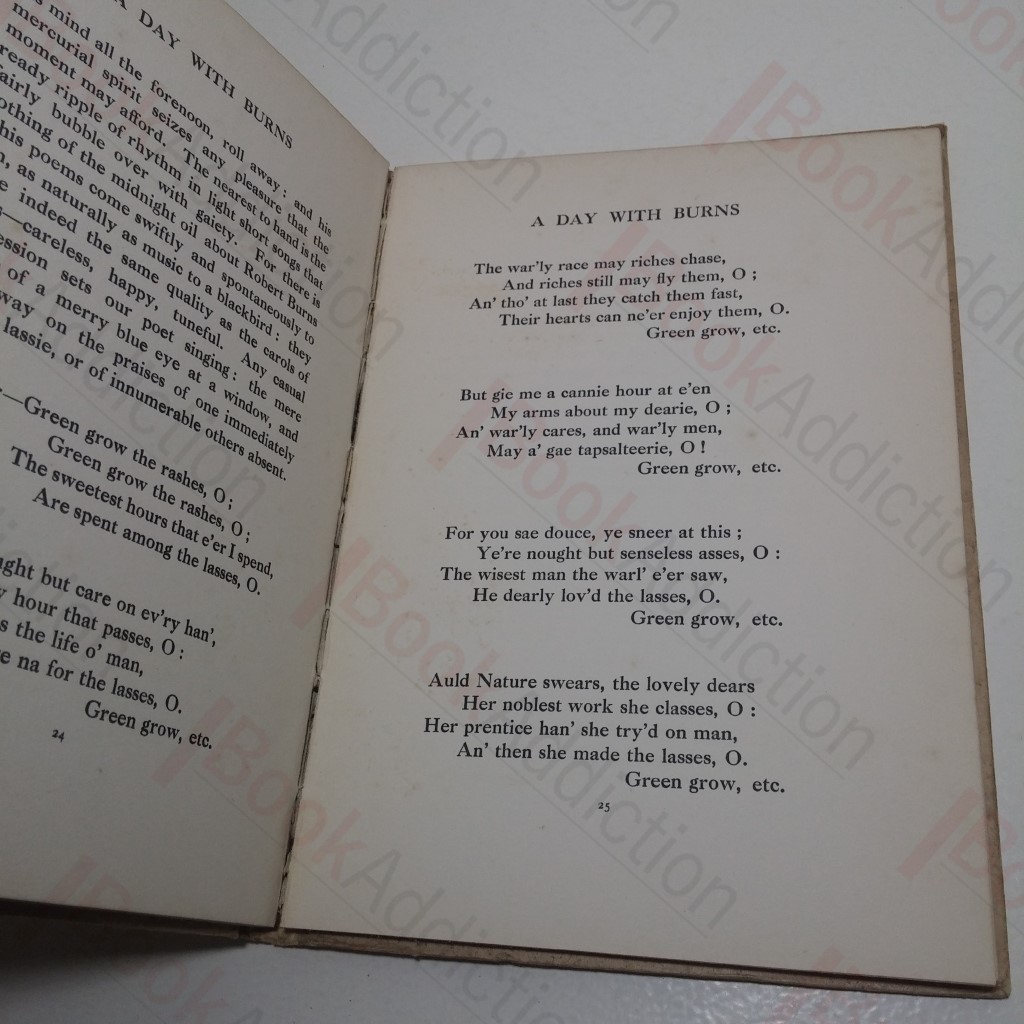 A DAY WITH BURNS
mind all the forenoon, roll away: and his
mercurial spirit seizes any pleasure that the
moment may afford. The nearest to hand is the
ready ripple of rhythm in light short songs that
fairly bubble over with gaiety. For there is
nothing of the midnight oil about Robert Burns
his poems come swiftly and spontaneously to
as naturally as music to a blackbird: they
indeed the same quality as the carols of
careless, happy, tuneful. Any casual
sets our poet singing: the mere
of a merry blue eye at a window, and
way on the praises of one immediately
lassie, or of innumerable others absent.
—Green grow the rashes, O;
Green grow the rashes, O;
The sweetest hours that e'er I spend,
Are spent among the lasses, O.
but care on ev'ry han',
hour that passes, O:
the life o' man,
na for the lasses, O.
Green grow, etc.
24
A DAY WITH BURNS
The war'ly race may riches chase,
And riches still may fly them, O;
An' tho' at last they catch them fast,
Their hearts can ne'er enjoy them, O.
Green grow, etc.
But gie me a cannie hour at e'en
My arms about my dearie, O;
An' war'ly cares, and war'ly men,
May a' gae tapsalteerie, O!
Green grow, etc.
For you sae douce, ye sneer at this;
Ye're nought but senseless asses, O:
The wisest man the warl' e'er saw,
He dearly lov'd the lasses, O.
Green grow, etc.
Auld Nature swears, the lovely dears
Her noblest work she classes, O:
Her prentice han' she try'd on man,
An' then she made the lasses, O.
Green grow, etc.
25
BookAddiction